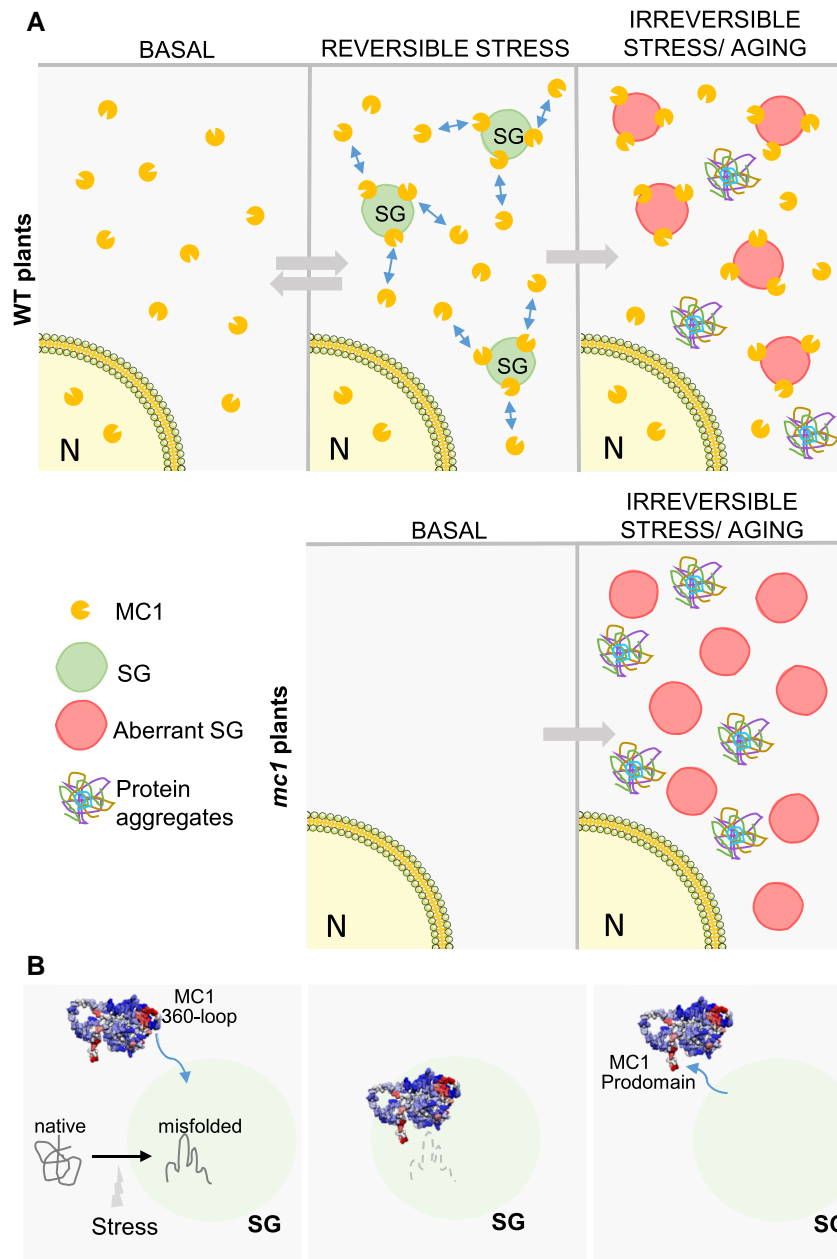 A
BASAL
REVERSIBLE STRESS
IRREVERSIBLE
STRESS/ AGING
WT plants
SG
SG
SG
N
N
N
BASAL
IRREVERSIBLE
STRESS/ AGING
MC1
SG
Aberrant SG
Protein
aggregates
mc1 plants
N
N
B
MC1
360-loop
native
misfolded
Stress
SG
SG
MC1
Prodomain